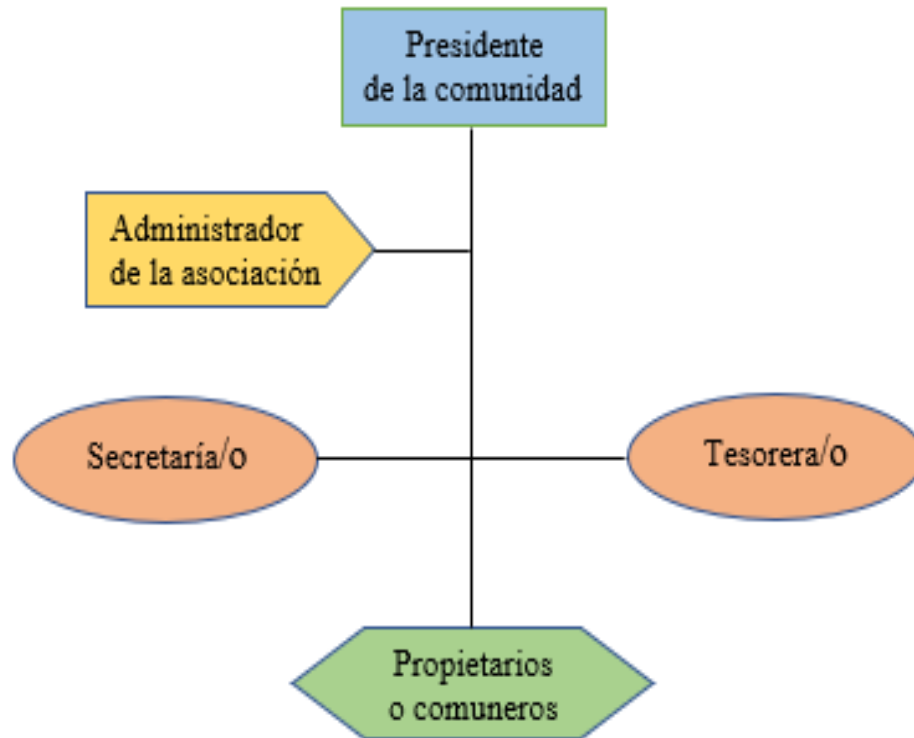 Presidente
de la comunidad
Administrador
de la asociación
Secretaría/o
Tesorera/o
Propietarios
o comuneros